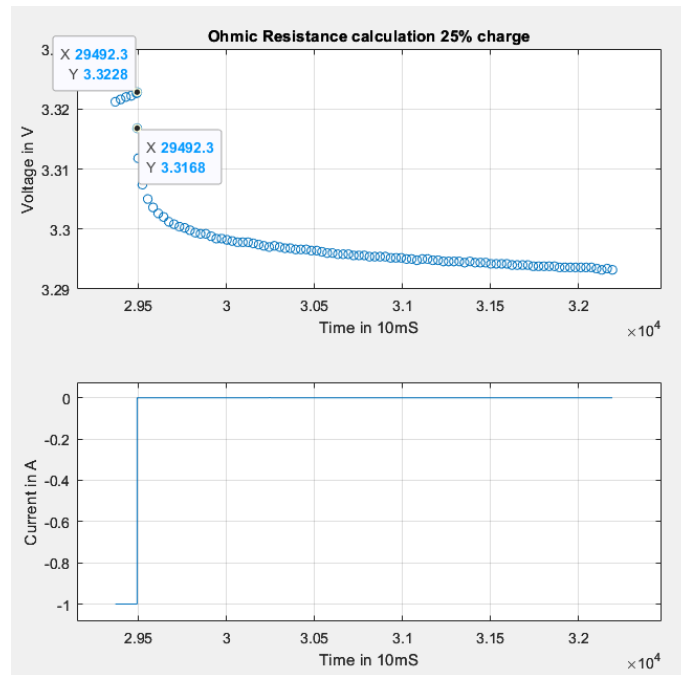 Ohmic Resistance calculation 25% charge
X 29492.3
Y 3.3228
X 29492.3
Y 3.3168
3.
3.32
3.31
3.3
3.29
Voltage in V
2.95 3 3.05 3.1 3.15 3.2
Time in 10mS
×10⁴
0
-0.2
-0.4
-0.6
-0.8
-1
Current in A
2.95 3 3.05 3.1 3.15 3.2
Time in 10mS
×10⁴